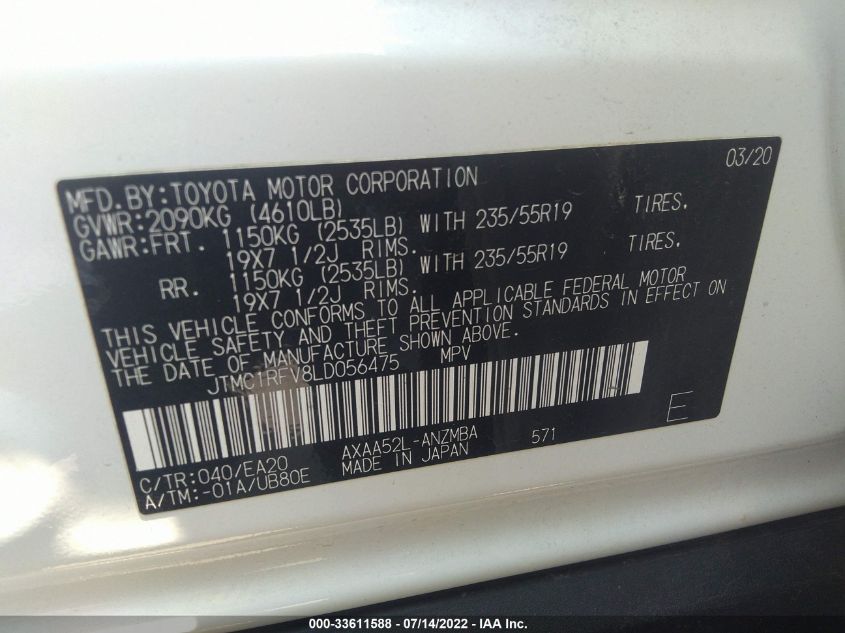 03/20
MFD.BY:TOYOTA MOTOR CORPORATION
GVWR:2090KG (4610LB)
GAWR:FRT. 1150KG (2535LB) WITH 235/55R19 TIRES.
19X7 1/2J RIMS.
RR. 1150KG (2535LB) WITH 235/55R19 TIRES.
19X7 1/2J RIMS.
THIS VEHICLE CONFORMS TO ALL APPLICABLE FEDERAL MOTOR
VEHICLE SAFETY AND THEFT PREVENTION STANDARDS IN EFFECT ON
THE DATE OF MANUFACTURE SHOWN ABOVE.
JTMC1RFV8LD056475 MPV
E
C/TR:040/EA20 AXAA52L-ANZMBA 571
A/TM:-01A/UB80E MADE IN JAPAN
000-33611588 - 07/14/2022 - IAA Inc.